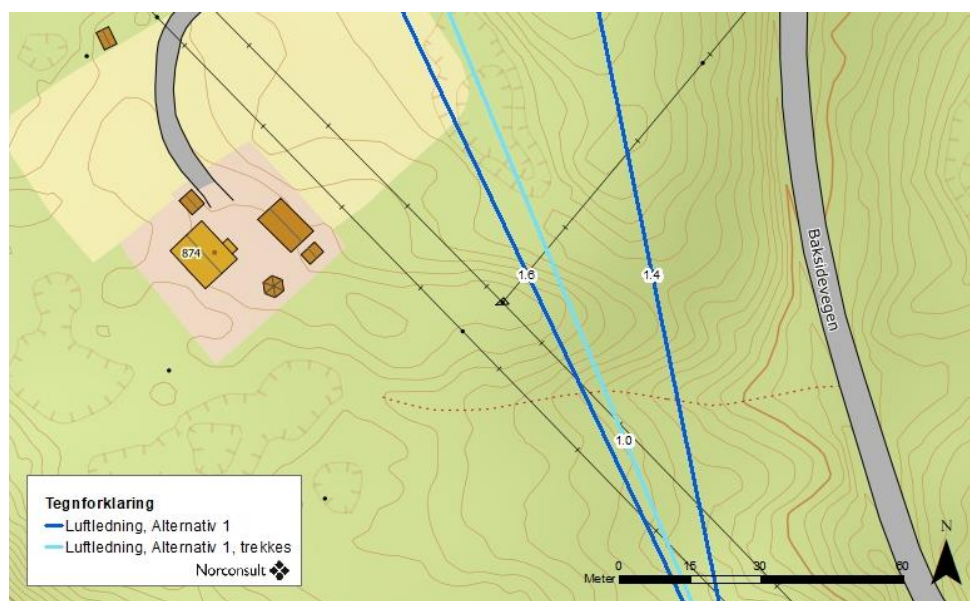 874
1.6
1.4
Baksidevegen
1.0
Tegnforklaring
Luftledning, Alternativ 1
Luftledning, Alternativ 1, trekkes
Norconsult
N
Meter 0 15 30 60